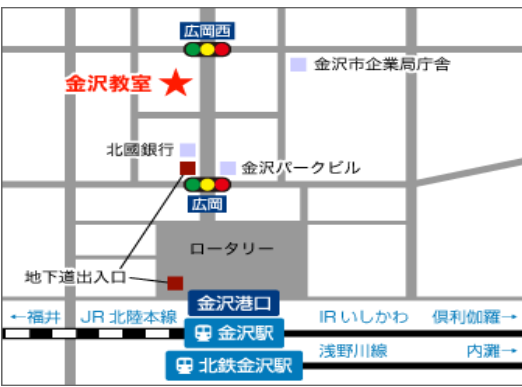 広岡西
金沢市企業局庁舎
金沢教室
北國銀行
金沢パークビル
広岡
ロータリー
地下道出入口
金沢港口
←福井 JR北陸本線
IRいしかわ 倶利伽羅→
金沢駅
浅野川線 内灘→
北鉄金沢駅